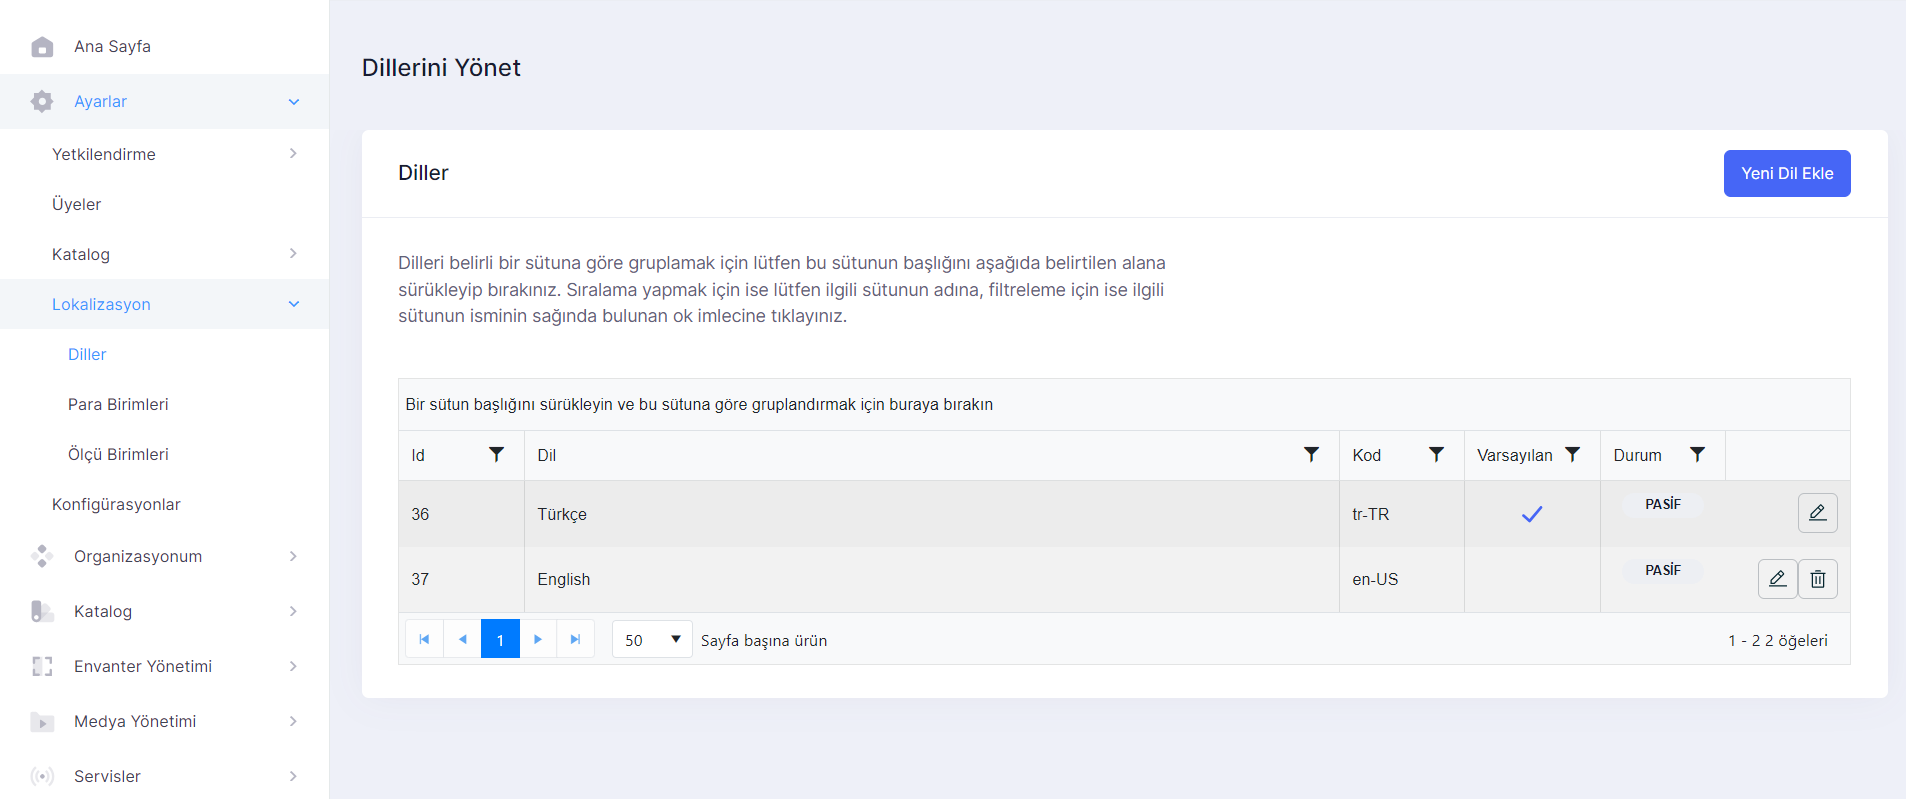 Ana Sayfa
Ayarlar
Yetkilendirme
Üyeler
Katalog
Lokalizasyon
Diller
Para Birimleri
Ölçü Birimleri
Konfigürasyonlar
Organizasyonum
Katalog
Envanter Yönetimi
Medya Yönetimi
Servisler
Dillerini Yönet
Diller
Yeni Dil Ekle
Dilleri belirli bir sütuna göre gruplamak için lütfen bu sütunun başlığını aşağıda belirtilen alana
sürükleyip bırakınız. Sıralama yapmak için ise lütfen ilgili sütunun adına, filtreleme için ise ilgili
sütunun isminin sağında bulunan ok imlecine tıklayınız.
Bir sütun başlığını sürükleyin ve bu sütuna göre gruplandırmak için buraya bırakın
Id Dil Kod Varsayılan Durum
36 Türkçe tr-TR PASİF
37 English en-US PASİF
1 50 Sayfa başına ürün 1 - 2 2 öğeleri